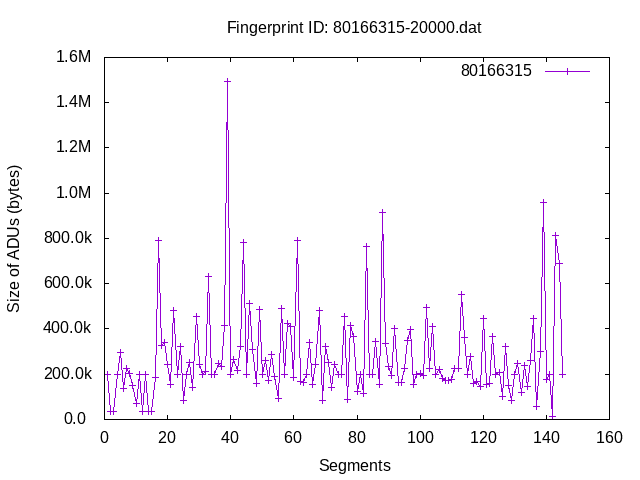 Fingerprint ID: 80166315-20000.dat
80166315
Size of ADUs (bytes)
1.6M
1.4M
1.2M
1.0M
800.0k
600.0k
400.0k
200.0k
0.0
0 20 40 60 80 100 120 140 160
Segments